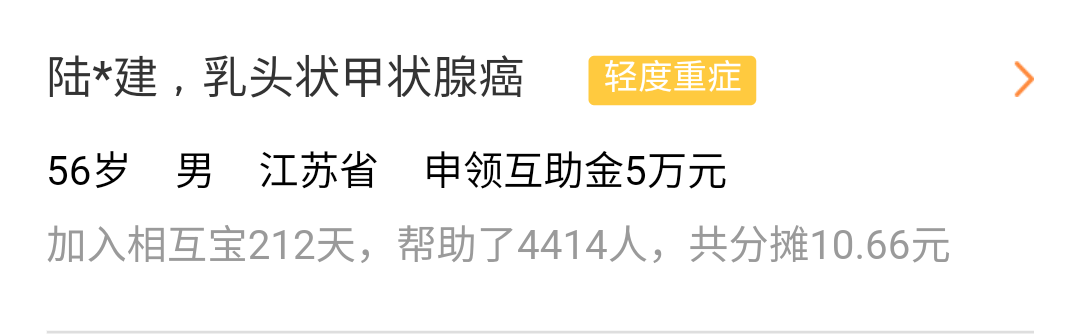 陆*建，乳头状甲状腺癌 轻度重症
56岁 男 江苏省 申领互助金5万元
加入相互宝212天，帮助了4414人，共分摊10.66元